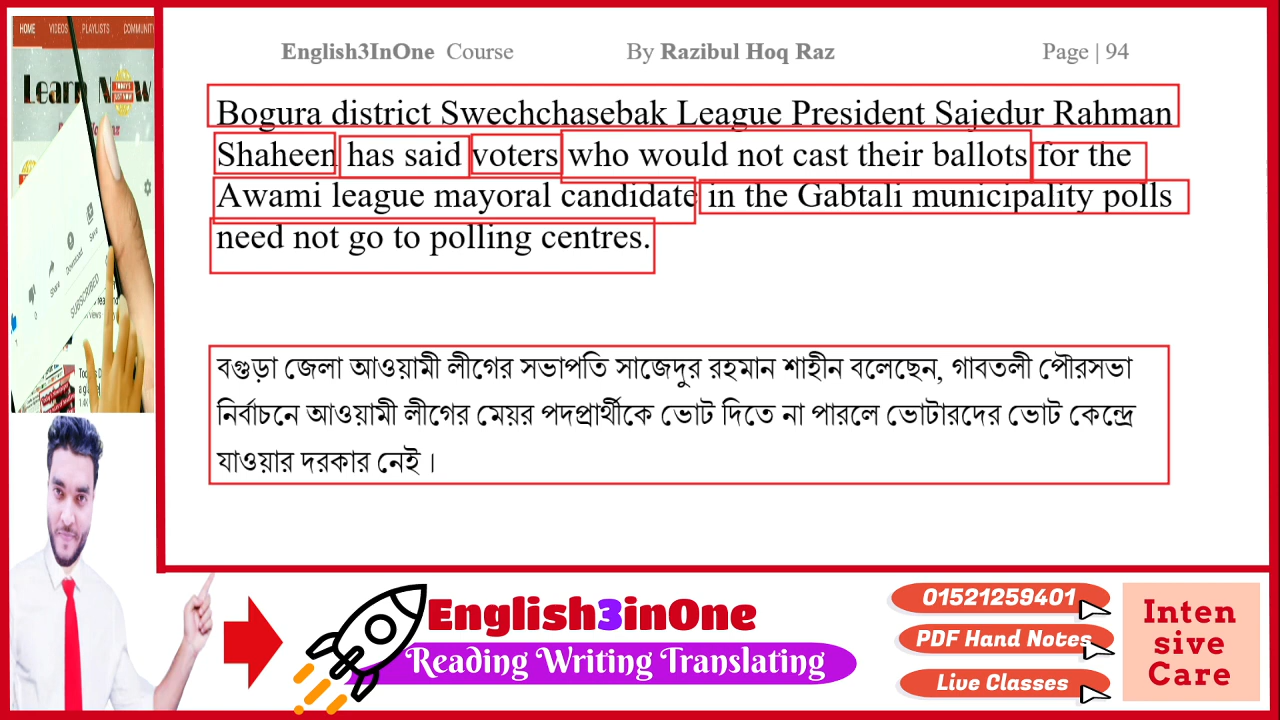 HOME VIDEOS PLAYLISTS COMMUNITY
Learn Now
Save
Download
Share
SUBSCRIBED
English3InOne Course By Razibul Hoq Raz Page | 94
Bogura district Swechchasebak League President Sajedur Rahman
Shaheen has said voters who would not cast their ballots for the
Awami league mayoral candidate in the Gabtali municipality polls
need not go to polling centres.
বগুড়া জেলা আওয়ামী লীগের সভাপতি সাজেদুর রহমান শাহীন বলেছেন, গাবতলী পৌরসভা
নির্বাচনে আওয়ামী লীগের মেয়র পদপ্রার্থীকে ভোট দিতে না পারলে ভোটারদের ভোট কেন্দ্রে
যাওয়ার দরকার নেই।
English3inOne
Reading Writing Translating
01521259401
PDF Hand Notes
Live Classes
Inten
sive
Care